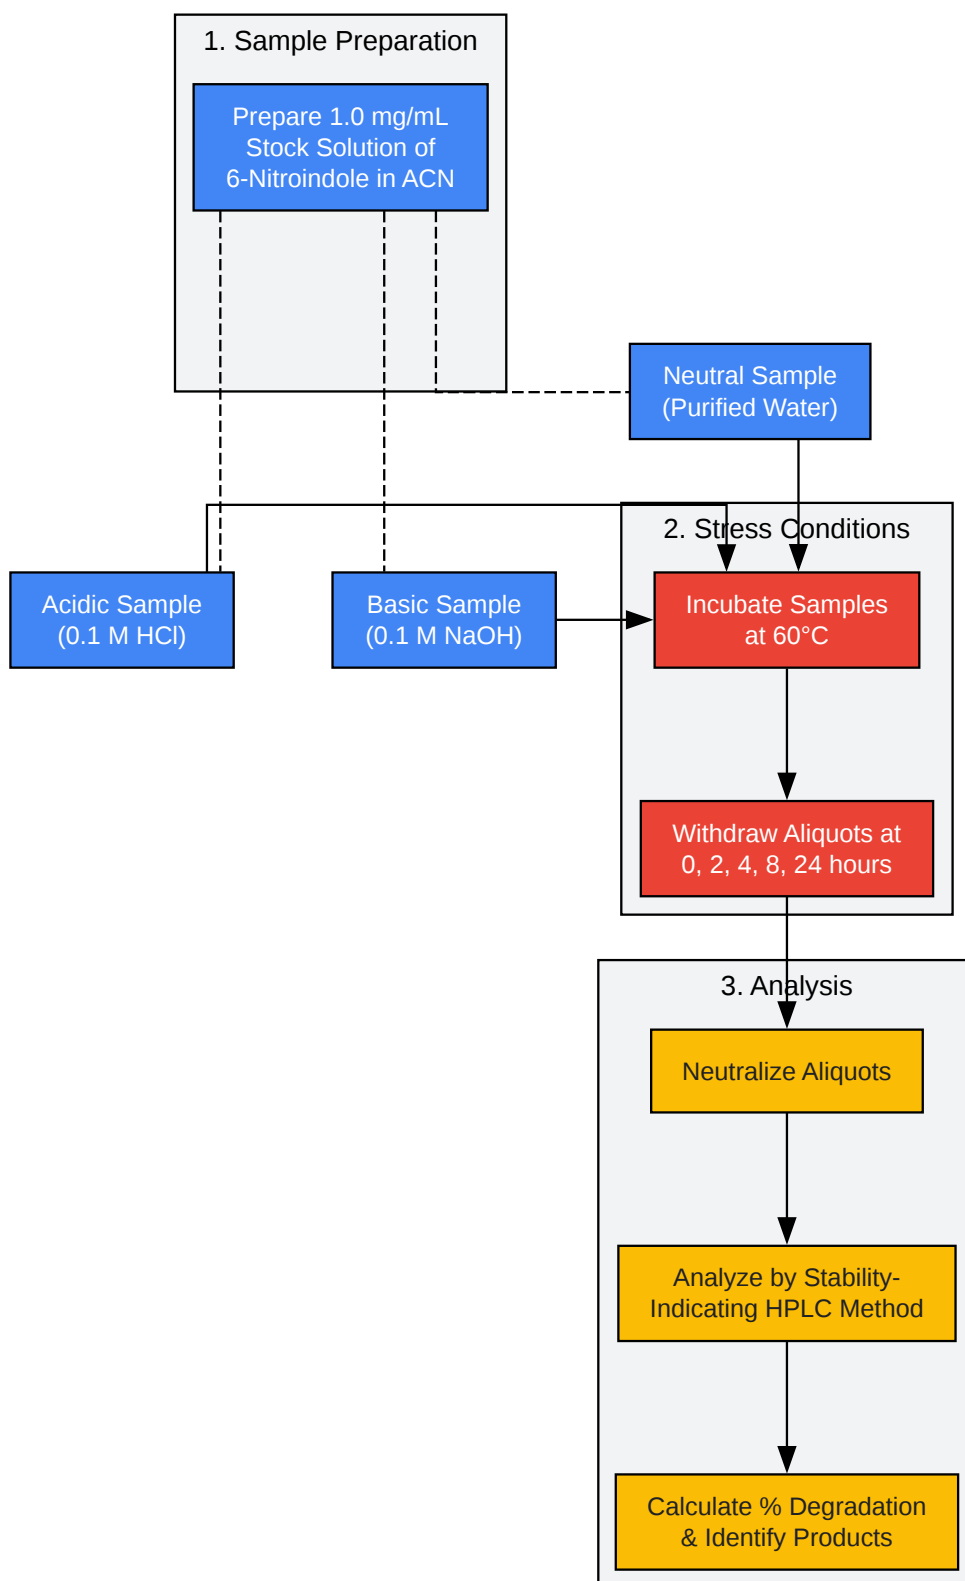 1. Sample Preparation
Prepare 1.0 mg/mL
Stock Solution of
6-Nitroindole in ACN
Neutral Sample
(Purified Water)
2. Stress Conditions
Acidic Sample
(0.1 M HCl)
Basic Sample
(0.1 M NaOH)
Incubate Samples
at 60°C
Withdraw Aliquots at
0, 2, 4, 8, 24 hours
3. Analysis
Neutralize Aliquots
Analyze by Stability-
Indicating HPLC Method
Calculate % Degradation
& Identify Products